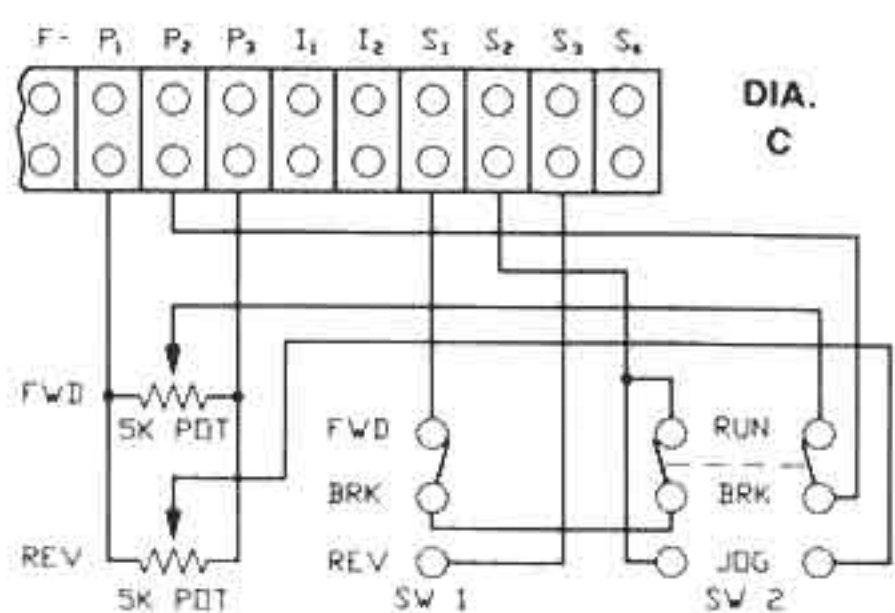 F- P₁ P₂ P₃ I₁ I₂ S₁ S₂ S₃ S₄
DIA.
C
FWD
5K POT
FWD
RUN
BRK
BRK
REV
5K POT
REV
JOG
SW 1
SW 2